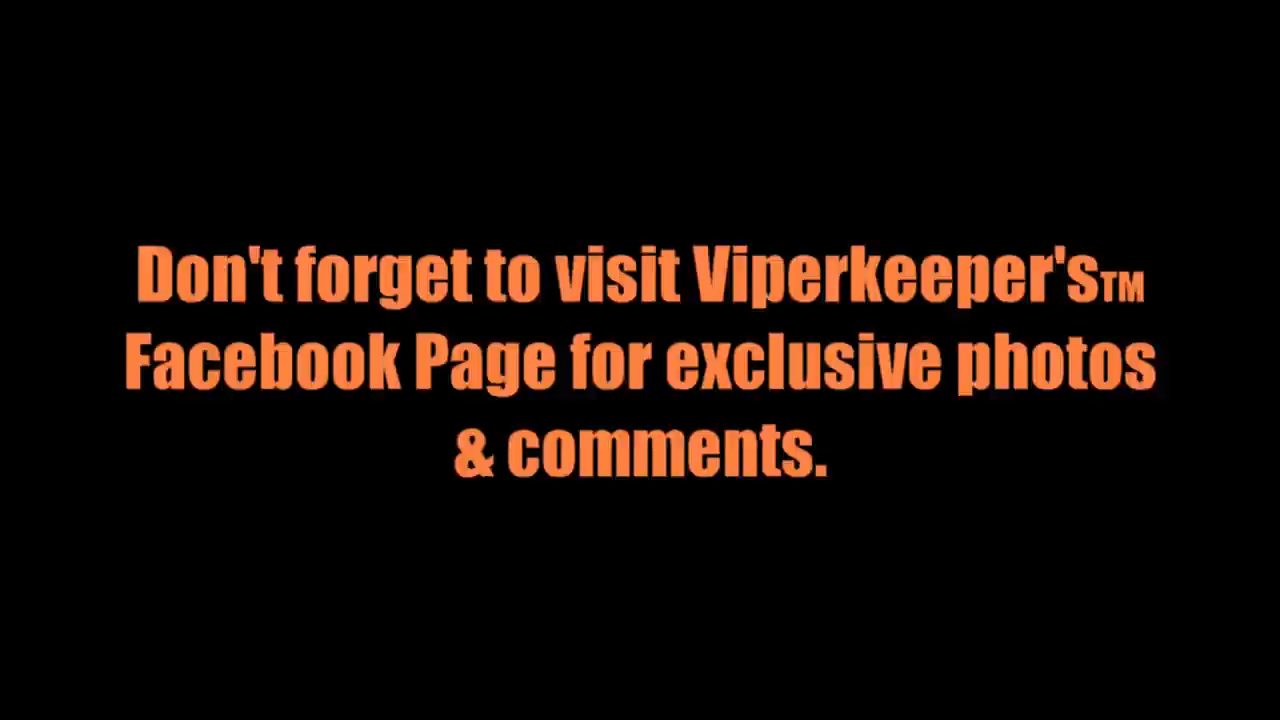 Don't forget to visit Viperkeeper's™
Facebook Page for exclusive photos
& comments.